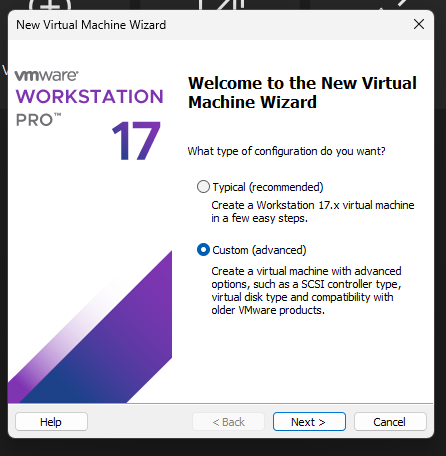 New Virtual Machine Wizard
vmware
WORKSTATION
PRO™
17
Welcome to the New Virtual
Machine Wizard
What type of configuration do you want?
Typical (recommended)
Create a Workstation 17.x virtual machine
in a few easy steps.
Custom (advanced)
Create a virtual machine with advanced
options, such as a SCSI controller type,
virtual disk type and compatibility with
older VMware products.
Help
< Back
Next >
Cancel